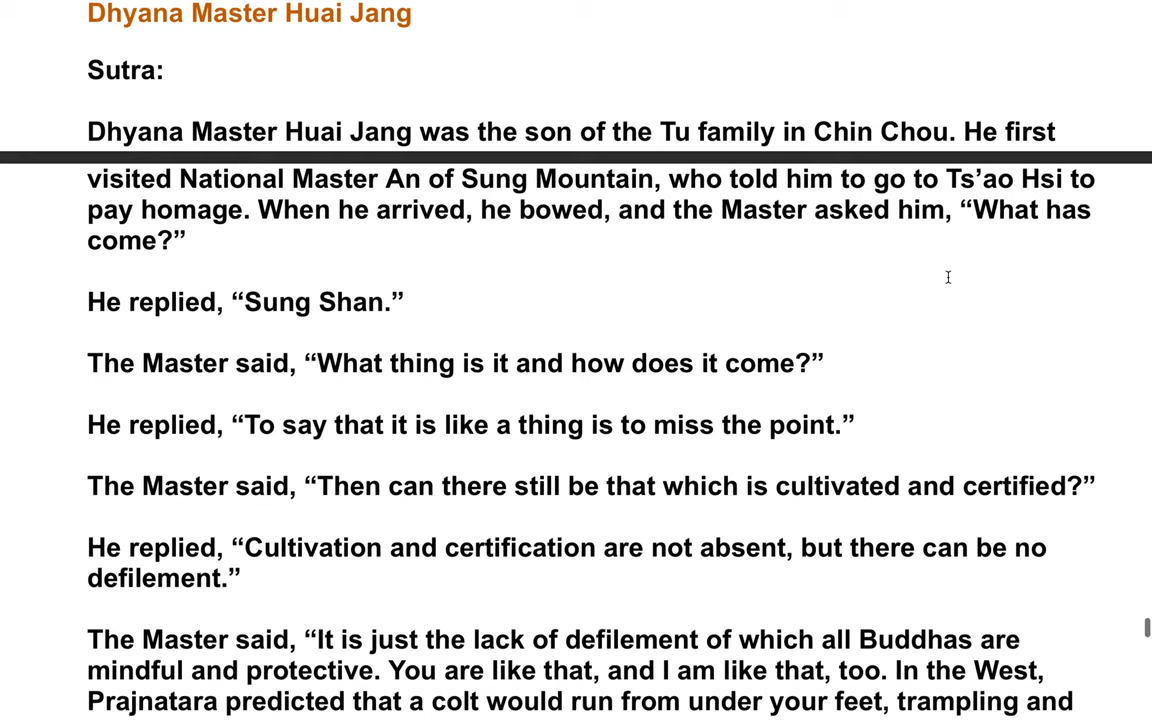 Dhyana Master Huai Jang
Sutra:
Dhyana Master Huai Jang was the son of the Tu family in Chin Chou. He first
visited National Master An of Sung Mountain, who told him to go to Ts’ao Hsi to
pay homage. When he arrived, he bowed, and the Master asked him, “What has
come?”
He replied, “Sung Shan.”
The Master said, “What thing is it and how does it come?”
He replied, “To say that it is like a thing is to miss the point.”
The Master said, “Then can there still be that which is cultivated and certified?”
He replied, “Cultivation and certification are not absent, but there can be no
defilement.”
The Master said, “It is just the lack of defilement of which all Buddhas are
mindful and protective. You are like that, and I am like that, too. In the West,
Prajnatara predicted that a colt would run from under your feet, trampling and